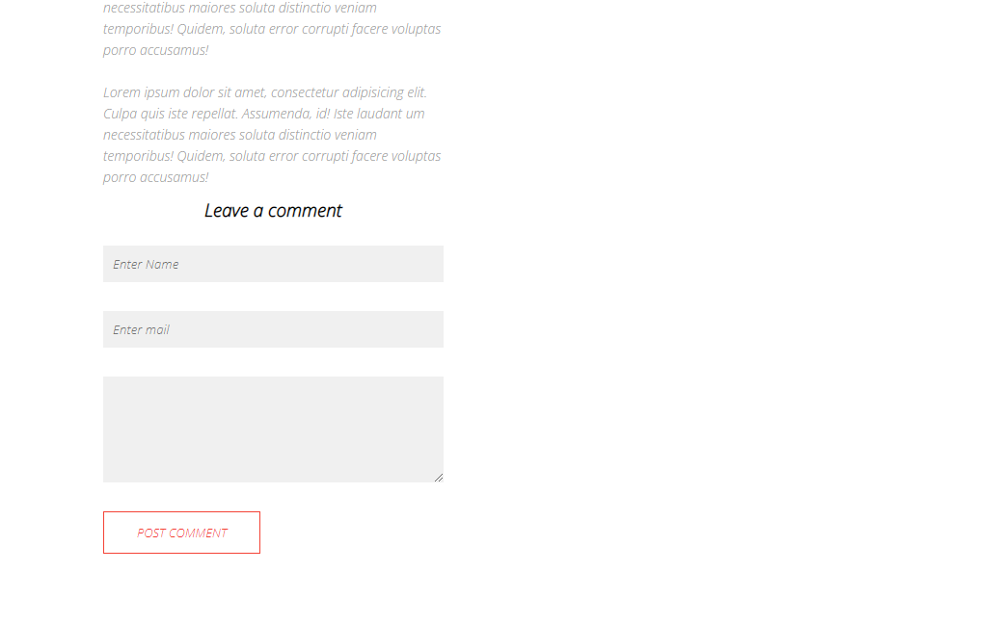 necessitatibus maiores soluta distinctio veniam
temporibus! Quidem, soluta error corrupti facere voluptas
porro accusamus!
Lorem ipsum dolor sit amet, consectetur adipisicing elit.
Culpa quis iste repellat. Assumenda, id! Iste laudant um
necessitatibus maiores soluta distinctio veniam
temporibus! Quidem, soluta error corrupti facere voluptas
porro accusamus!
Leave a comment
Enter Name
Enter mail
POST COMMENT